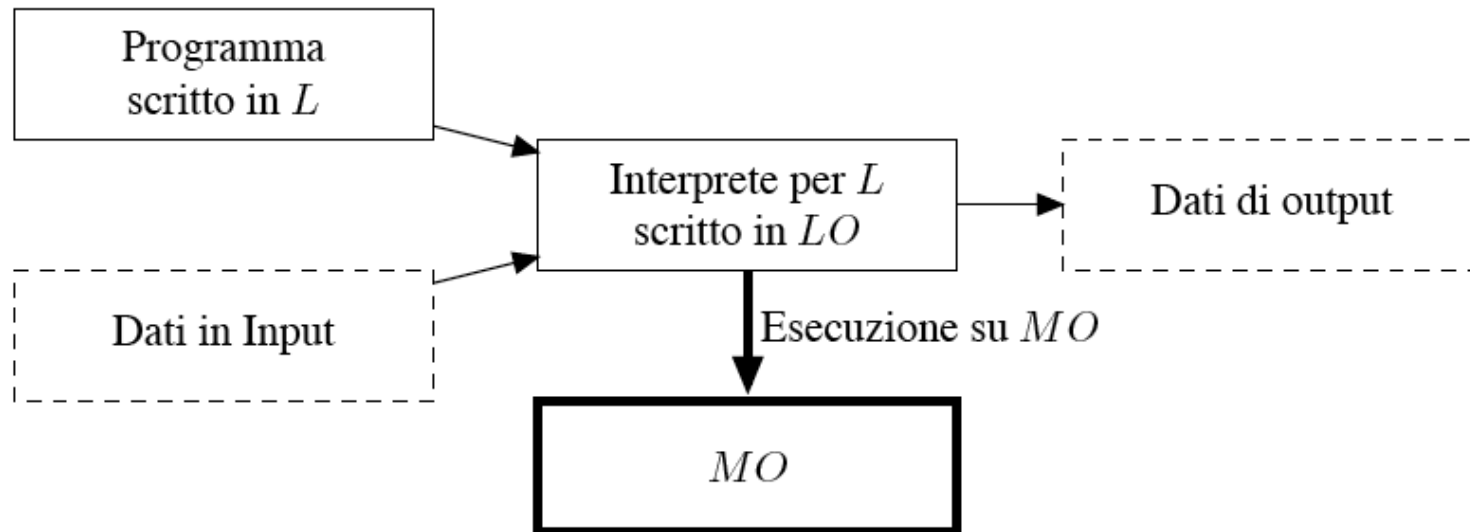 Programma
scritto in L
Interprete per L
scritto in LO
Dati di output
Dati in Input
Esecuzione su MO
MO